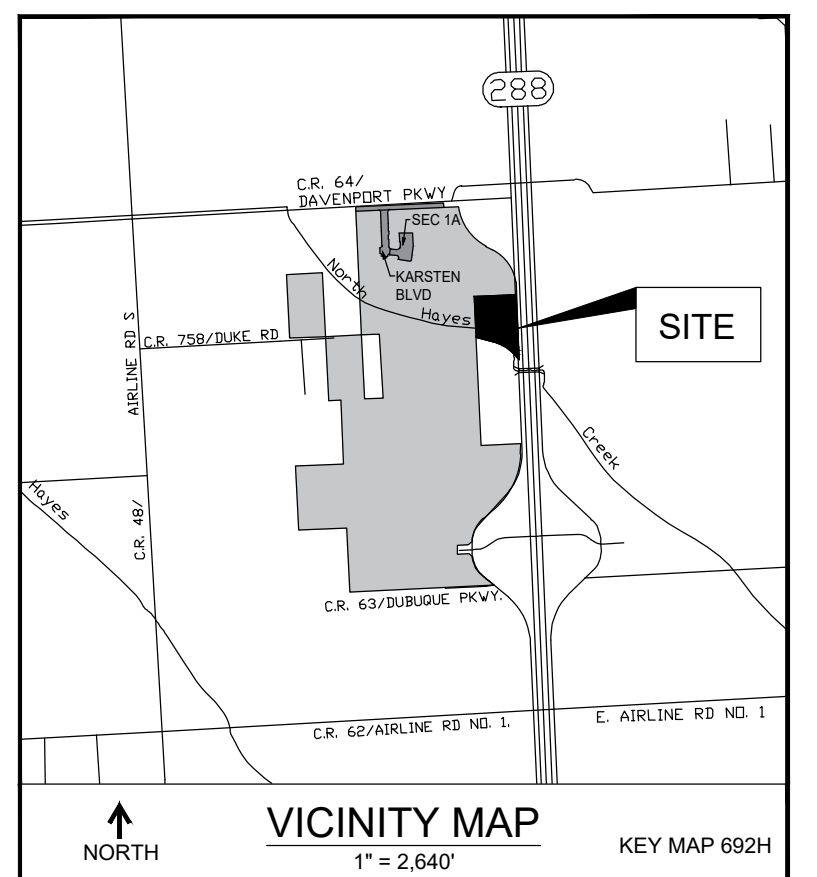 288
C.R. 64/
DAVENPORT PKWY
SEC 1A
KARSTEN
BLVD
North
Hayes
SITE
C.R. 758/DUKE RD
AIRLINE RD S
C.R. 48/
Hayes
Creek
C.R. 63/DUBUQUE PKWY.
C.R. 62/AIRLINE RD NO. 1.
E. AIRLINE RD NO. 1
NORTH
VICINITY MAP
1" = 2,640'
KEY MAP 692H